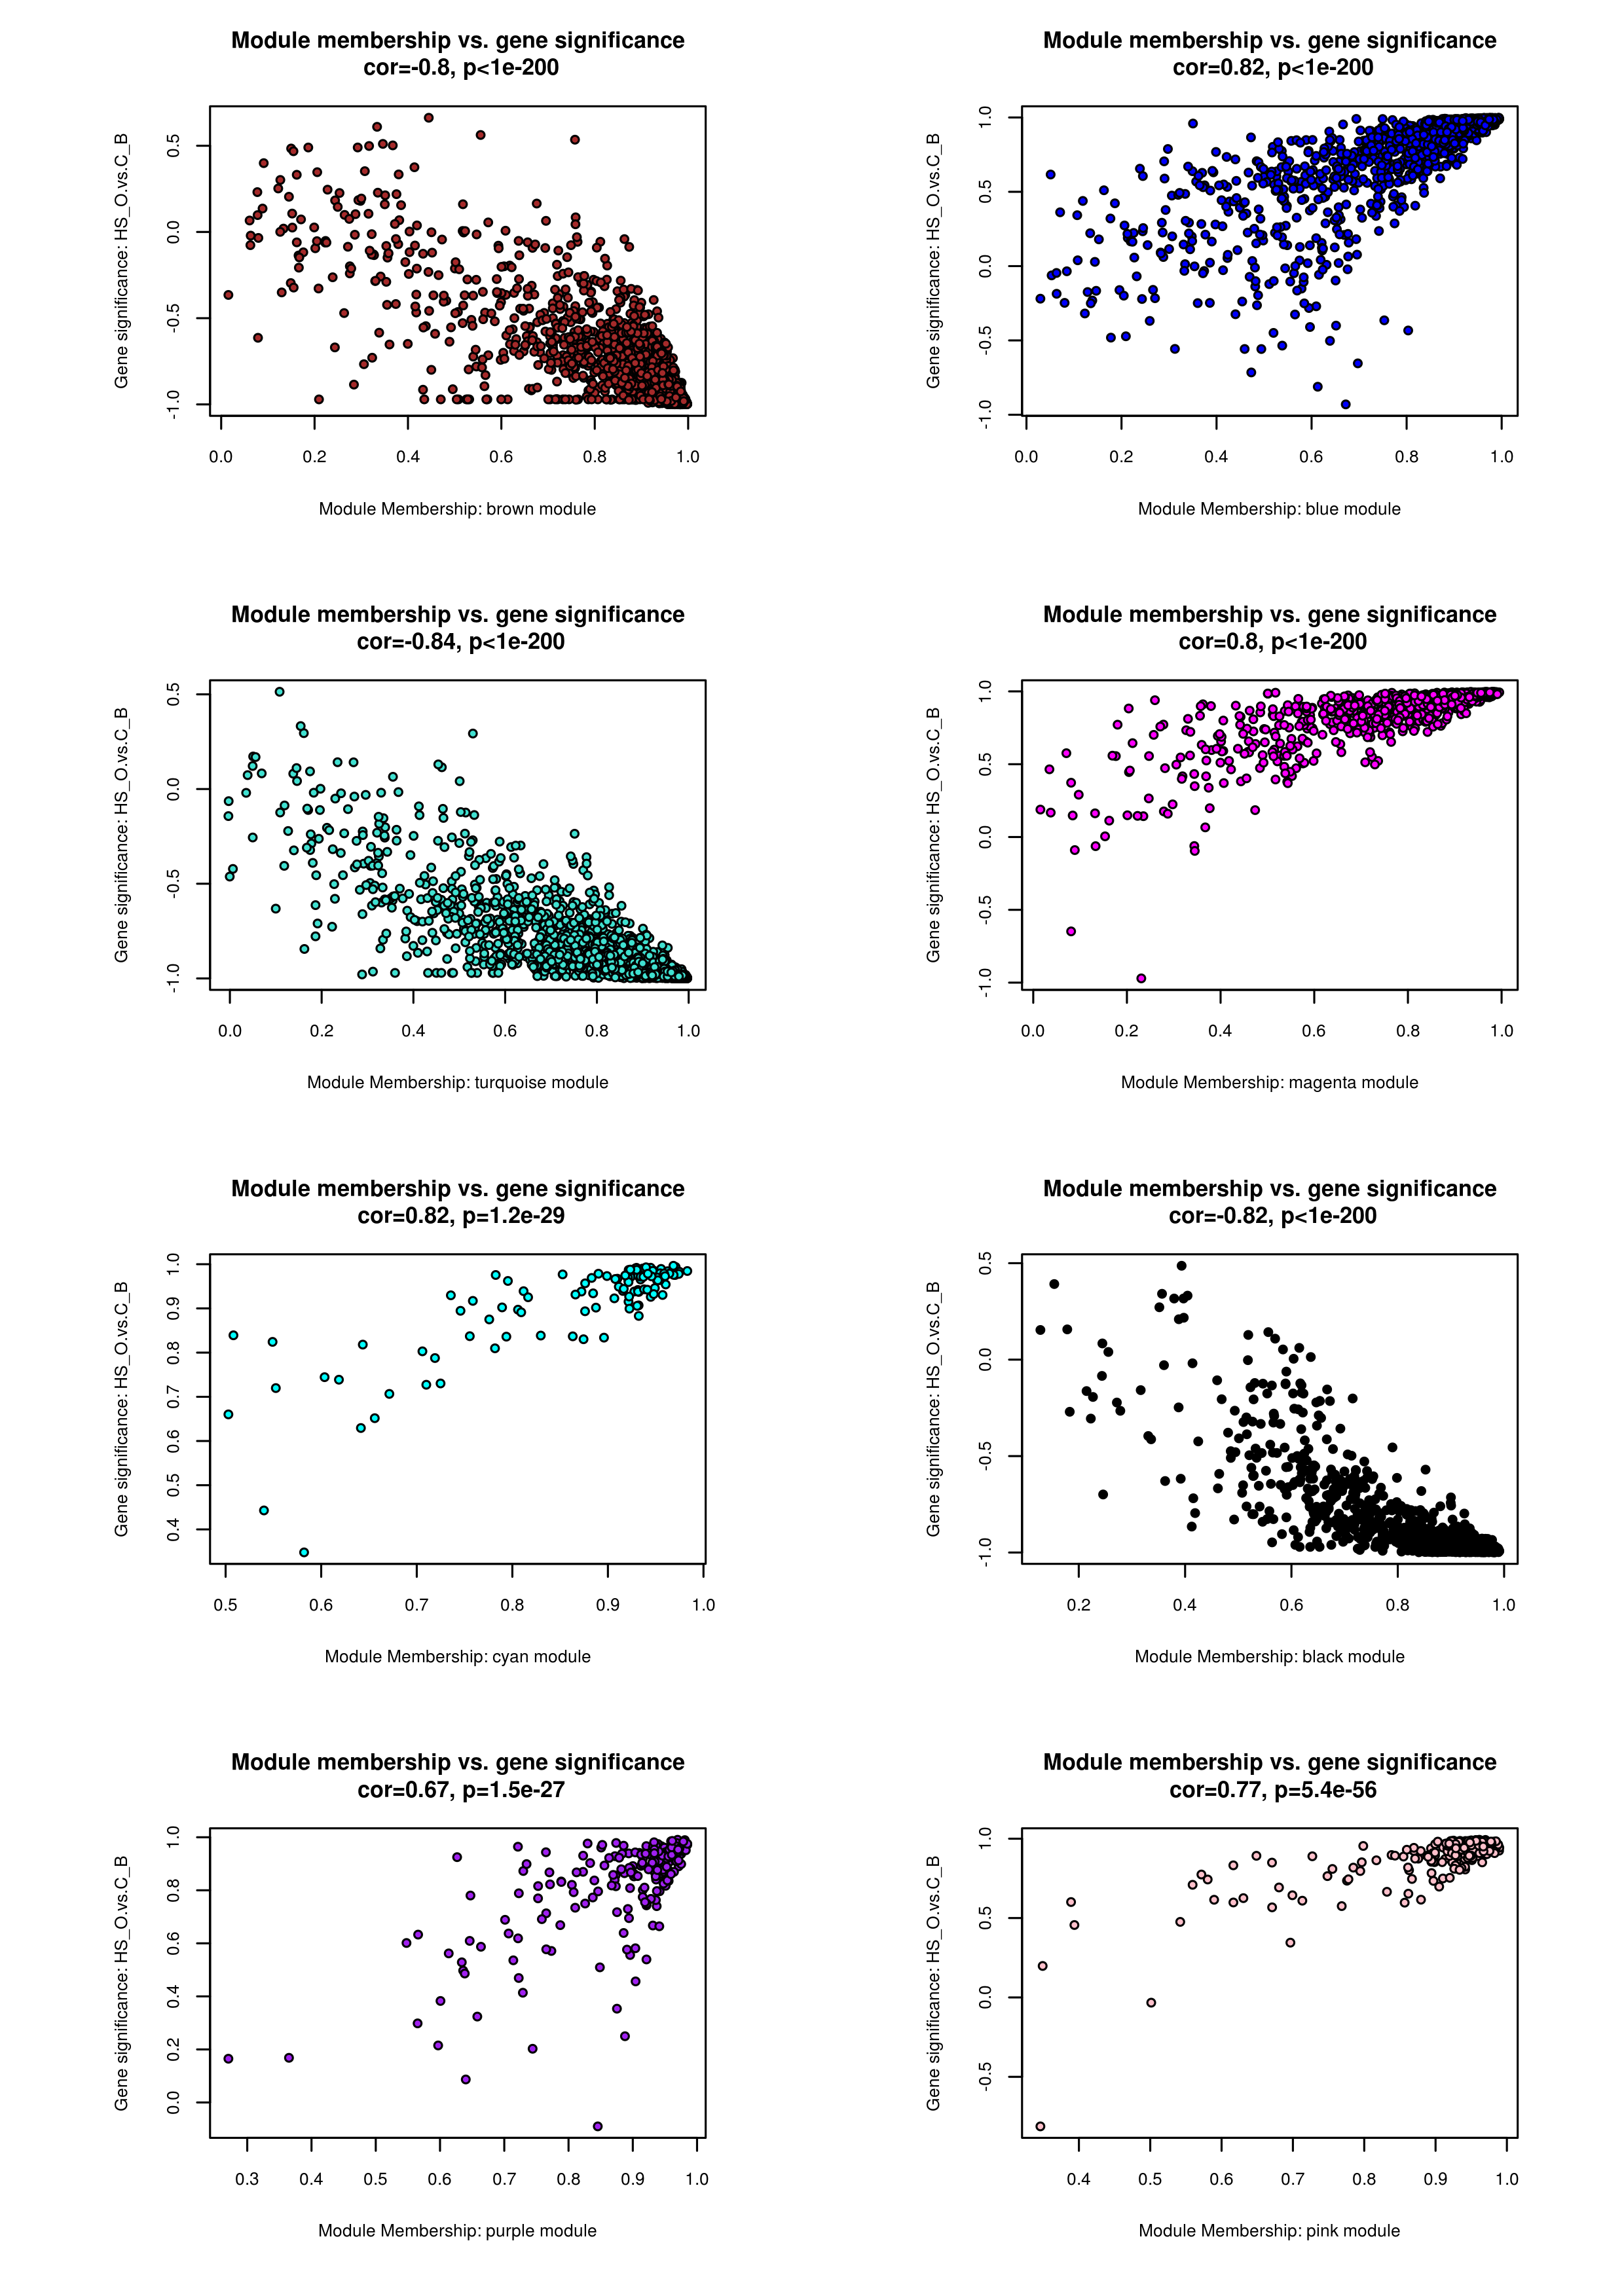 Module membership vs. gene significance
cor=-0.8, p<1e-200
Gene significance: HS_O.vs.C_B
0.5
0.0
-0.5
-1.0
0.0 0.2 0.4 0.6 0.8 1.0
Module Membership: brown module
Module membership vs. gene significance
cor=0.82, p<1e-200
Gene significance: HS_O.vs.C_B
1.0
0.5
0.0
-0.5
-1.0
0.0 0.2 0.4 0.6 0.8 1.0
Module Membership: blue module
Module membership vs. gene significance
cor=-0.84, p<1e-200
Gene significance: HS_O.vs.C_B
0.5
0.0
-0.5
-1.0
0.0 0.2 0.4 0.6 0.8 1.0
Module Membership: turquoise module
Module membership vs. gene significance
cor=0.8, p<1e-200
Gene significance: HS_O.vs.C_B
1.0
0.5
0.0
-0.5
-1.0
0.0 0.2 0.4 0.6 0.8 1.0
Module Membership: magenta module
Module membership vs. gene significance
cor=0.82, p=1.2e-29
Gene significance: HS_O.vs.C_B
1.0
0.9
0.8
0.7
0.6
0.5
0.4
0.5 0.6 0.7 0.8 0.9 1.0
Module Membership: cyan module
Module membership vs. gene significance
cor=-0.82, p<1e-200
Gene significance: HS_O.vs.C_B
0.5
0.0
-0.5
-1.0
0.2 0.4 0.6 0.8 1.0
Module Membership: black module
Module membership vs. gene significance
cor=0.67, p=1.5e-27
Gene significance: HS_O.vs.C_B
1.0
0.8
0.6
0.4
0.2
0.0
0.3 0.4 0.5 0.6 0.7 0.8 0.9 1.0
Module Membership: purple module
Module membership vs. gene significance
cor=0.77, p=5.4e-56
Gene significance: HS_O.vs.C_B
1.0
0.5
0.0
-0.5
0.4 0.5 0.6 0.7 0.8 0.9 1.0
Module Membership: pink module